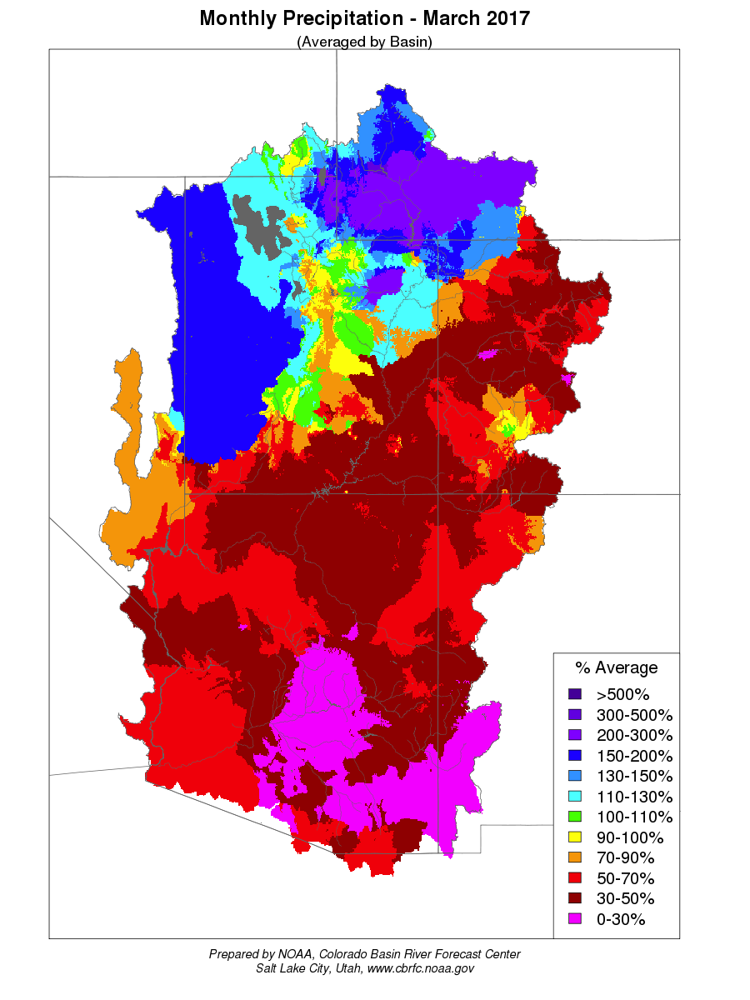 Monthly Precipitation - March 2017
(Averaged by Basin)
% Average
>500%
300-500%
200-300%
150-200%
130-150%
110-130%
100-110%
90-100%
70-90%
50-70%
30-50%
0-30%
Prepared by NOAA, Colorado Basin River Forecast Center
Salt Lake City, Utah, www.cbrfc.noaa.gov